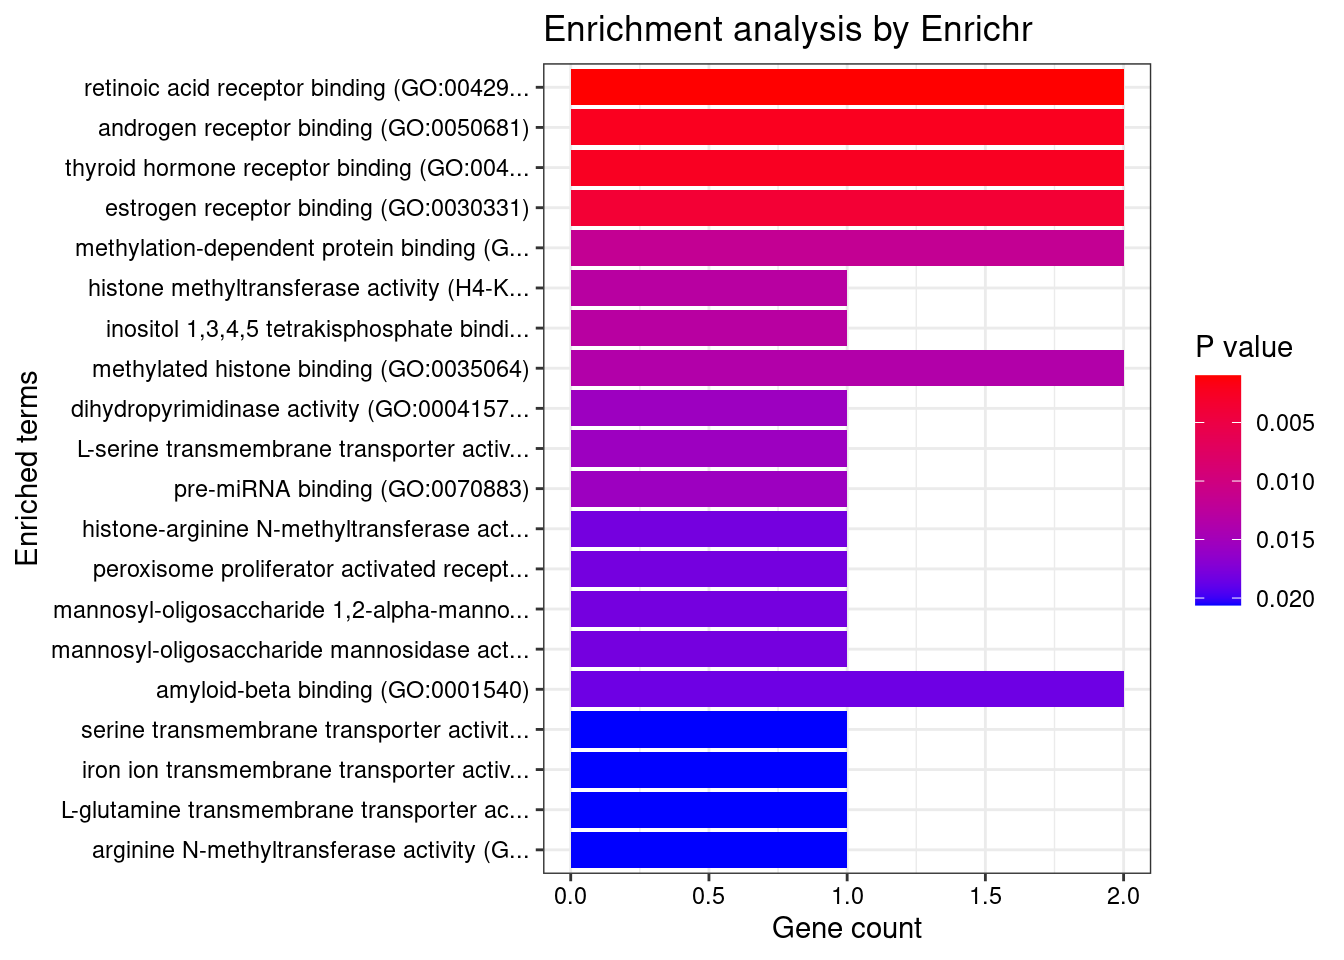 Enrichment analysis by Enrichr
retinoic acid receptor binding (GO:00429...
androgen receptor binding (GO:0050681)
thyroid hormone receptor binding (GO:004...
estrogen receptor binding (GO:0030331)
methylation-dependent protein binding (G...
histone methyltransferase activity (H4-K...
inositol 1,3,4,5 tetrakisphosphate bindi...
methylated histone binding (GO:0035064)
dihydropyrimidinase activity (GO:0004157...
L-serine transmembrane transporter activ...
pre-miRNA binding (GO:0070883)
histone-arginine N-methyltransferase act...
peroxisome proliferator activated recept...
mannosyl-oligosaccharide 1,2-alpha-manno...
mannosyl-oligosaccharide mannosidase act...
amyloid-beta binding (GO:0001540)
serine transmembrane transporter activit...
iron ion transmembrane transporter activ...
L-glutamine transmembrane transporter ac...
arginine N-methyltransferase activity (G...
Enriched terms
0.0 0.5 1.0 1.5 2.0
Gene count
P value
0.005
0.010
0.015
0.020